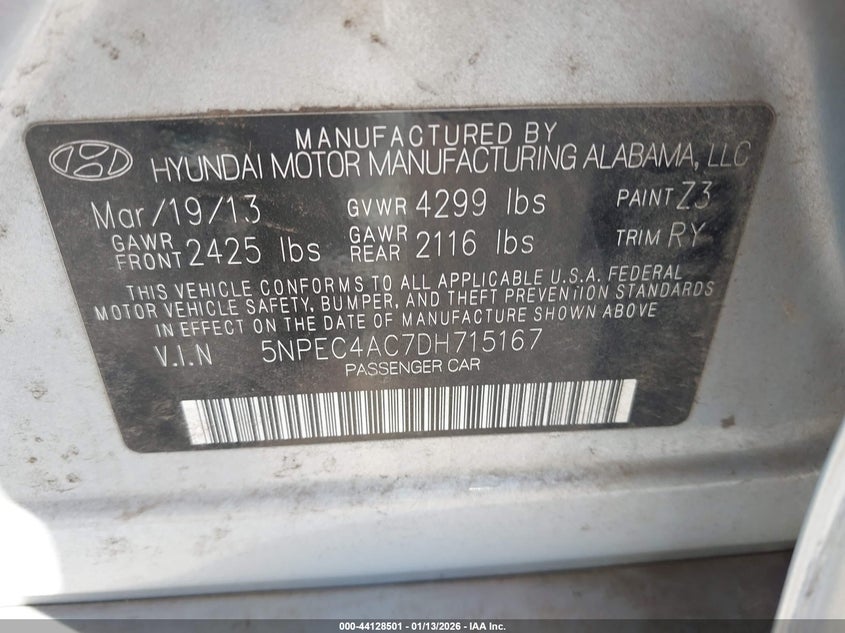 MANUFACTURED BY
HYUNDAI MOTOR MANUFACTURING ALABAMA, LLC
Mar/19/13 GVWR 4299 lbs PAINT Z3
GAWR FRONT 2425 lbs GAWR REAR 2116 lbs TRIM RY
THIS VEHICLE CONFORMS TO ALL APPLICABLE U.S.A. FEDERAL
MOTOR VEHICLE SAFETY, BUMPER, AND THEFT PREVENTION STANDARDS
IN EFFECT ON THE DATE OF MANUFACTURE SHOWN ABOVE
V.I.N 5NPEC4AC7DH715167
PASSENGER CAR
000-44128501 - 01/13/2026 - IAA Inc.